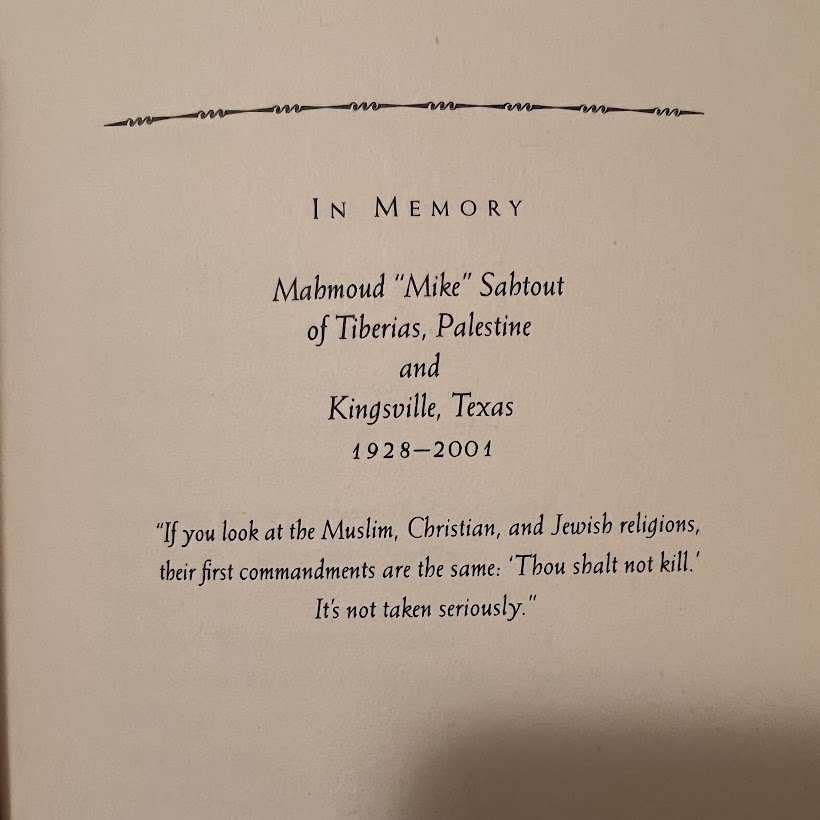 In Memory
Mahmoud “Mike” Sahtout
of Tiberias, Palestine
and
Kingsville, Texas
1928–2001
“If you look at the Muslim, Christian, and Jewish religions,
their first commandments are the same: ‘Thou shalt not kill.’
It's not taken seriously.”